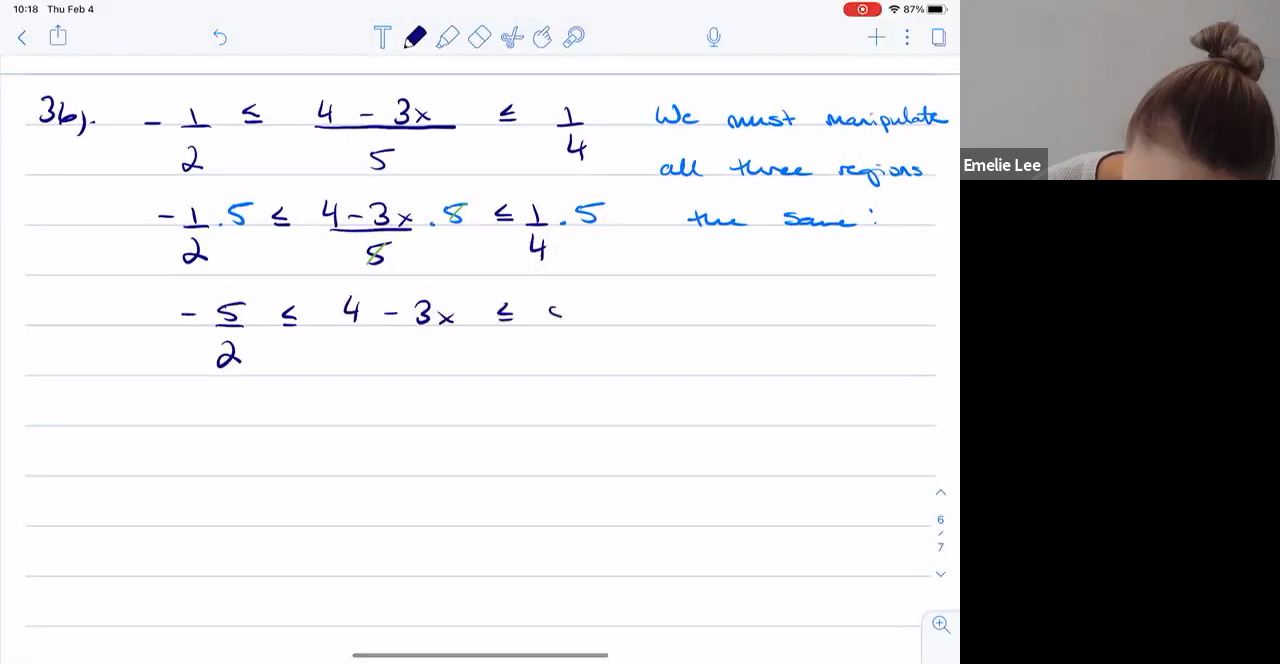 10:18 Thu Feb 4
87%
T
3b). - 1/2 ≤ (4 - 3x)/5 ≤ 1/4 We must manipulate
all three regions
- 1/2 · 5 ≤ (4 - 3x)/5 · 5 ≤ 1/4 · 5 the same:
- 5/2 ≤ 4 - 3x ≤
Emelie Lee
6
/
7